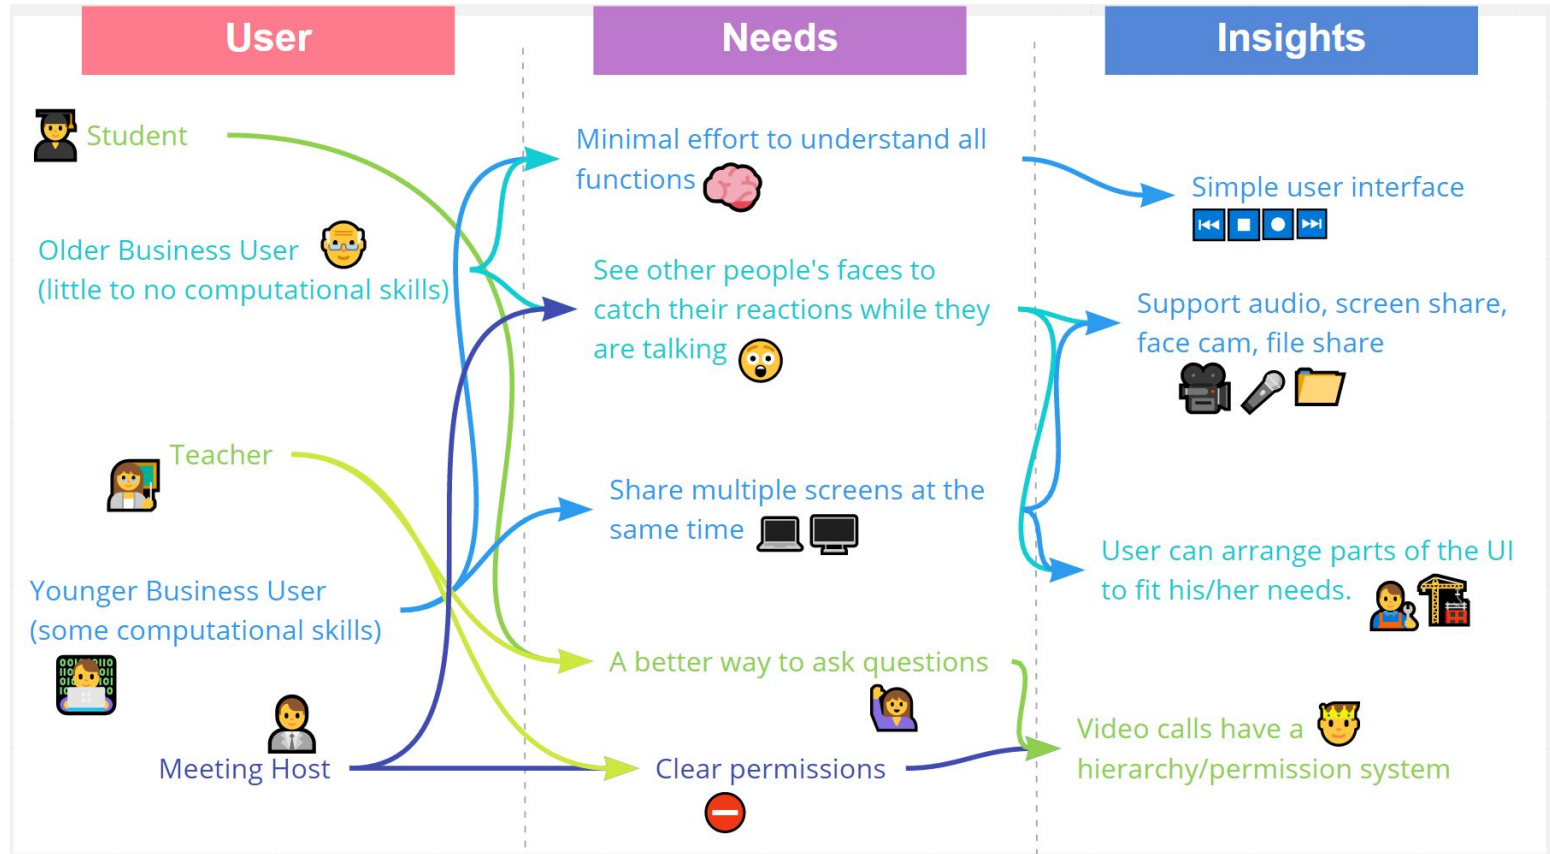 User
Needs
Insights
Student
Older Business User
(little to no computational skills)
Teacher
Younger Business User
(some computational skills)
Meeting Host
Minimal effort to understand all
functions
See other people's faces to
catch their reactions while they
are talking
Share multiple screens at the
same time
A better way to ask questions
Clear permissions
Simple user interface
Support audio, screen share,
face cam, file share
User can arrange parts of the UI
to fit his/her needs.
Video calls have a
hierarchy/permission system